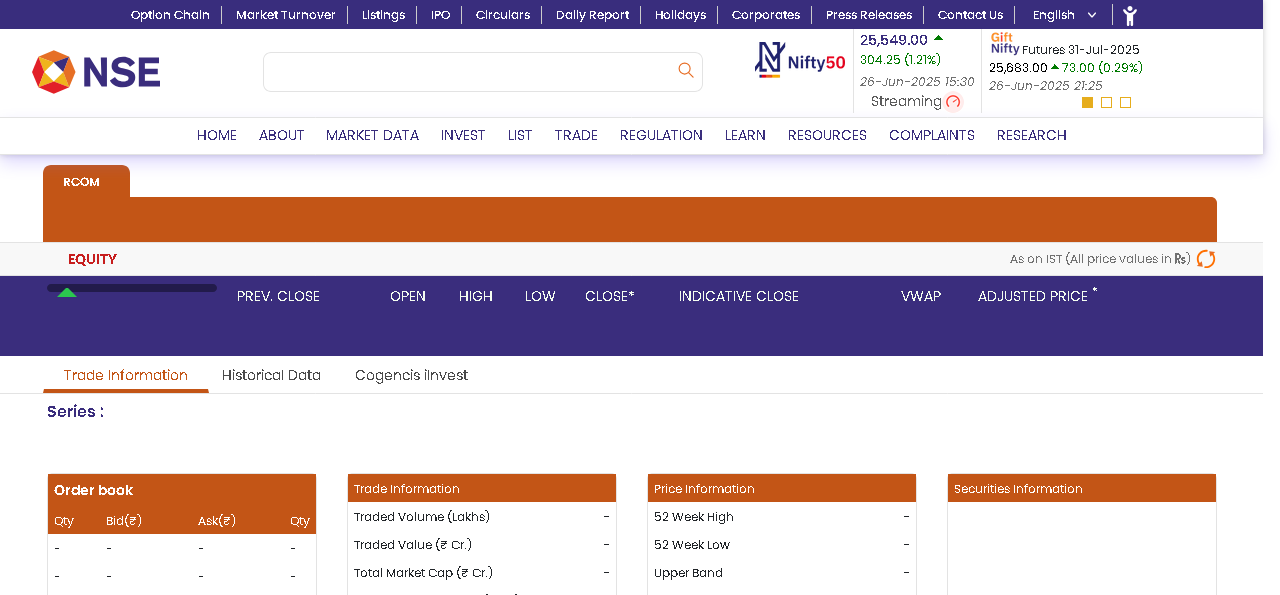 Option Chain Market Turnover Listings IPO Circulars Daily Report Holidays Corporates Press Releases Contact Us English
NSE
Nifty50
25,549.00
304.25 (1.21%)
26-Jun-2025 15:30
Streaming
Gift
Nifty Futures 31-Jul-2025
25,683.00 73.00 (0.29%)
26-Jun-2025 21:25
HOME ABOUT MARKET DATA INVEST LIST TRADE REGULATION LEARN RESOURCES COMPLAINTS RESEARCH
RCOM
EQUITY As on IST (All price values in Rs)
PREV. CLOSE OPEN HIGH LOW CLOSE* INDICATIVE CLOSE VWAP ADJUSTED PRICE *
Trade Information Historical Data Cogencis iInvest
Series :
Order book
Qty Bid(₹) Ask(₹) Qty
- - - -
- - - -
Trade Information
Traded Volume (Lakhs) -
Traded Value (₹ Cr.) -
Total Market Cap (₹ Cr.) -
Price Information
52 Week High -
52 Week Low -
Upper Band -
Securities Information